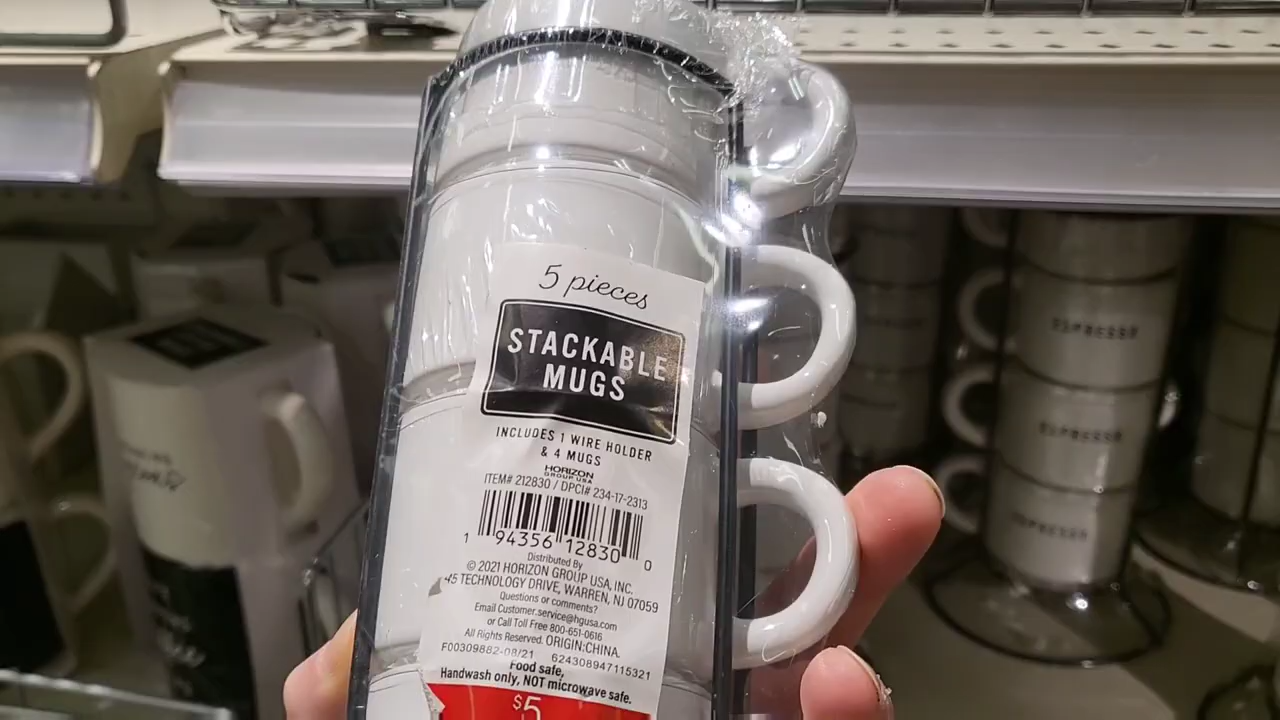 5 pieces
STACKABLE
MUGS
INCLUDES 1 WIRE HOLDER
& 4 MUGS
HORIZON
GROUP USA
ITEM# 212830 / DPCI# 234-17-2313
1 94356 12830 0
Distributed By
© 2021 HORIZON GROUP USA, INC.
45 TECHNOLOGY DRIVE, WARREN, NJ 07059
Questions or comments?
Email Customer.service@hgusa.com
or Call Toll Free 800-651-0616
All Rights Reserved. ORIGIN:CHINA.
F00309882-08/21 624308947115321
Food safe,
Handwash only, NOT microwave safe.
$5
ESPRESSO
ESPRESSO
ESPRESSO